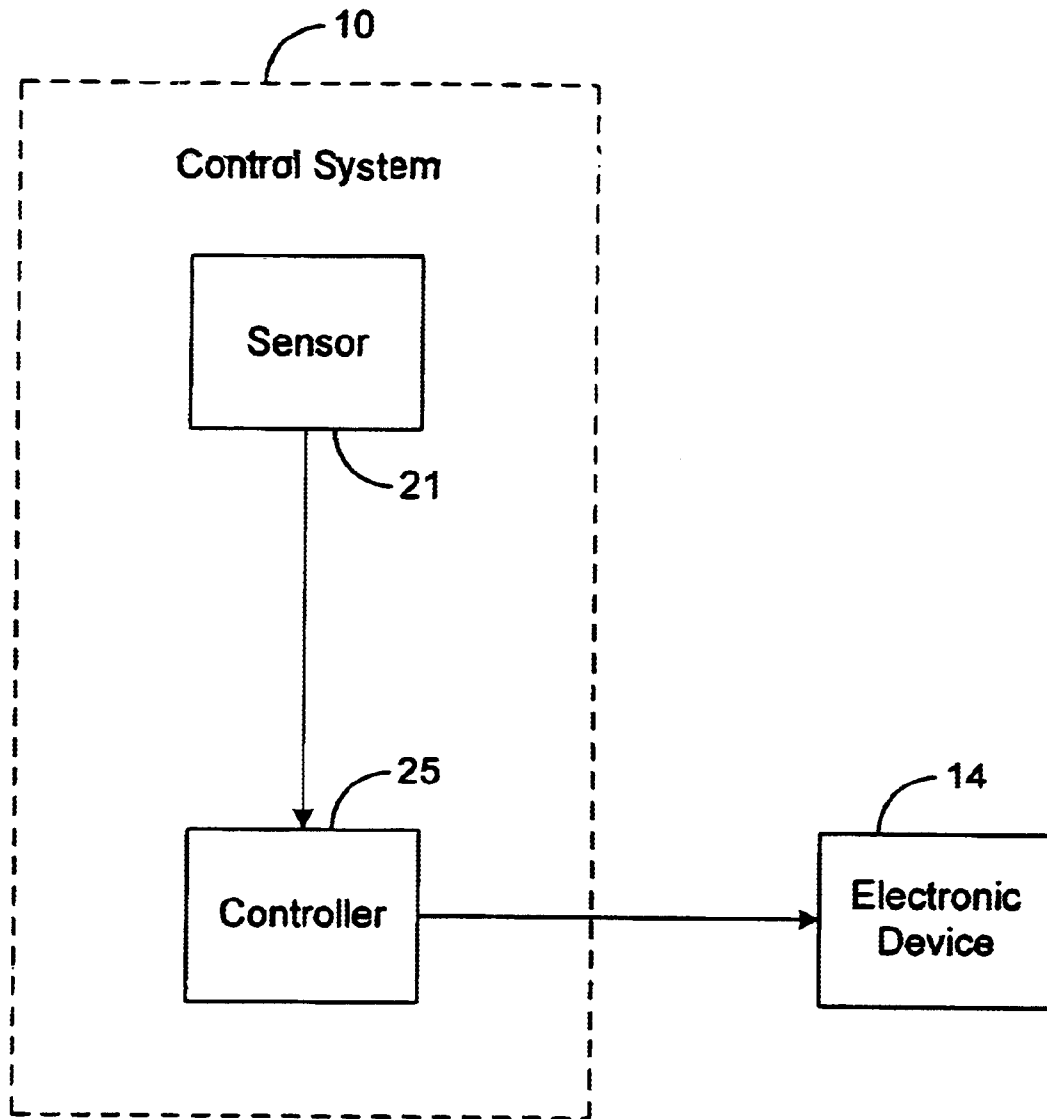 10
Control System
Sensor
21
25
14
Controller
Electronic
Device